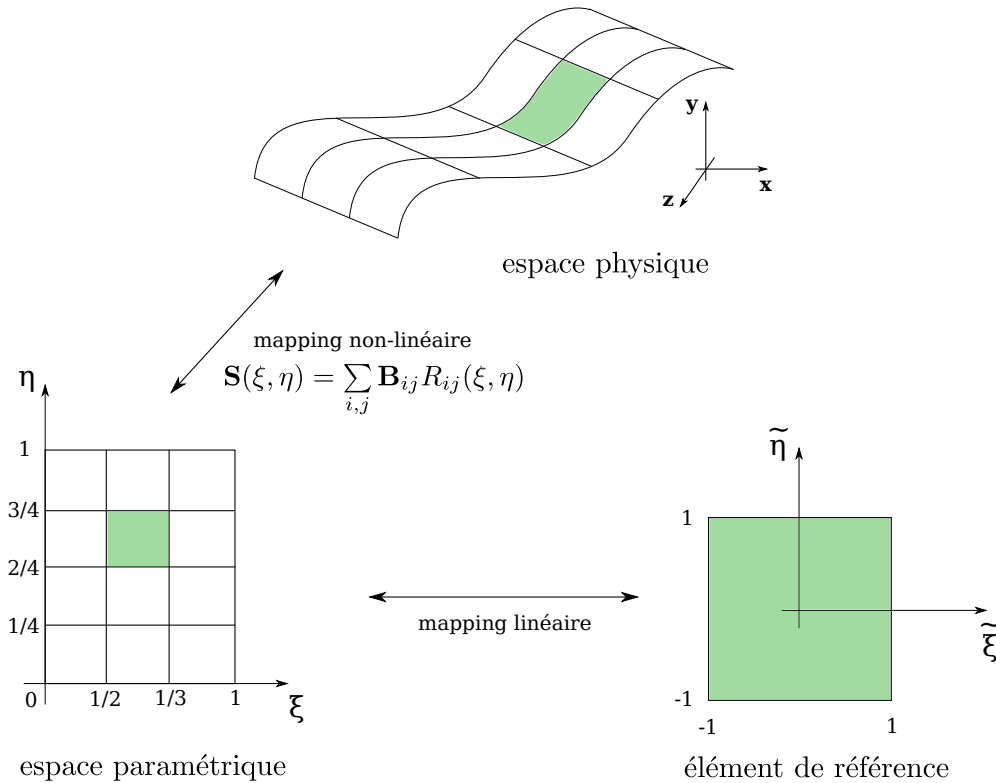 y
x
z
espace physique
mapping non-linéaire
S(ξ, η) = ∑ B_{ij} R_{ij}(ξ, η)
i,j
η
1
3/4
2/4
1/4
0
1/2
1/3
1
ξ
espace paramétrique
mapping linéaire
η̃
1
ξ̃
-1
-1
1
élément de référence